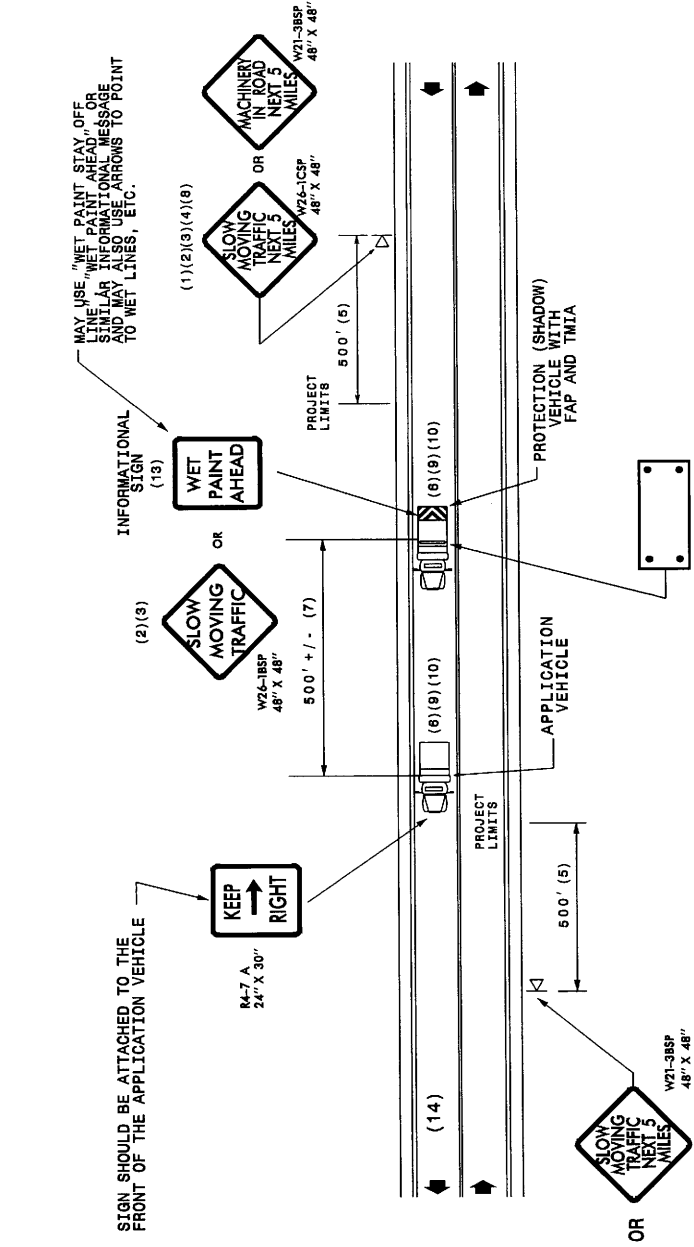 MAY USE "WET PAINT STAY OFF
LINE", "WET PAINT AHEAD", OR
SIMILAR INFORMATIONAL MESSAGE
AND MAY ALSO USE ARROWS TO POINT
TO WET LINES, ETC.
MACHINERY
IN ROAD
NEXT 5
MILES
W21-3BSP
48" X 48"
OR
(1)(2)(3)(4)(8)
SLOW
MOVING
TRAFFIC
NEXT 5
MILES
W26-1CSP
48" X 48"
500' (5)
PROJECT
LIMITS
INFORMATIONAL
SIGN
(13)
WET
PAINT
AHEAD
OR
(2)(3)
SLOW
MOVING
TRAFFIC
W26-1BSP
48" X 48"
500' +/- (7)
(6)(9)(10)
PROTECTION (SHADOW)
VEHICLE WITH
FAP AND TMIA
(6)(9)(10)
APPLICATION
VEHICLE
SIGN SHOULD BE ATTACHED TO THE
FRONT OF THE APPLICATION VEHICLE
KEEP
RIGHT
R4-7 A
24" X 30"
PROJECT
LIMITS
500' (5)
(14)
SLOW
MOVING
TRAFFIC
NEXT 5
MILES
W21-3BSP
48" X 48"
OR